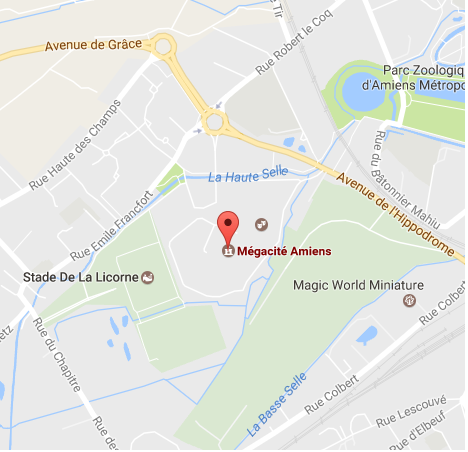 Avenue de Grâce
Tir
Rue Robert le Coq
Parc Zoologiq
d'Amiens Métropo
Rue Haute des Champs
La Haute Selle
Rue du Bâtonnier Mahiu
Avenue de l'Hippodrome
Rue Emile Francfort
Mégacité Amiens
Stade De La Licorne
Magic World Miniature
etz
Rue du Chapitre
Rue Colbert
La Basse Selle
Rue Colbert
Rue Lescouvé
Rue d'Elbeuf
Rue des